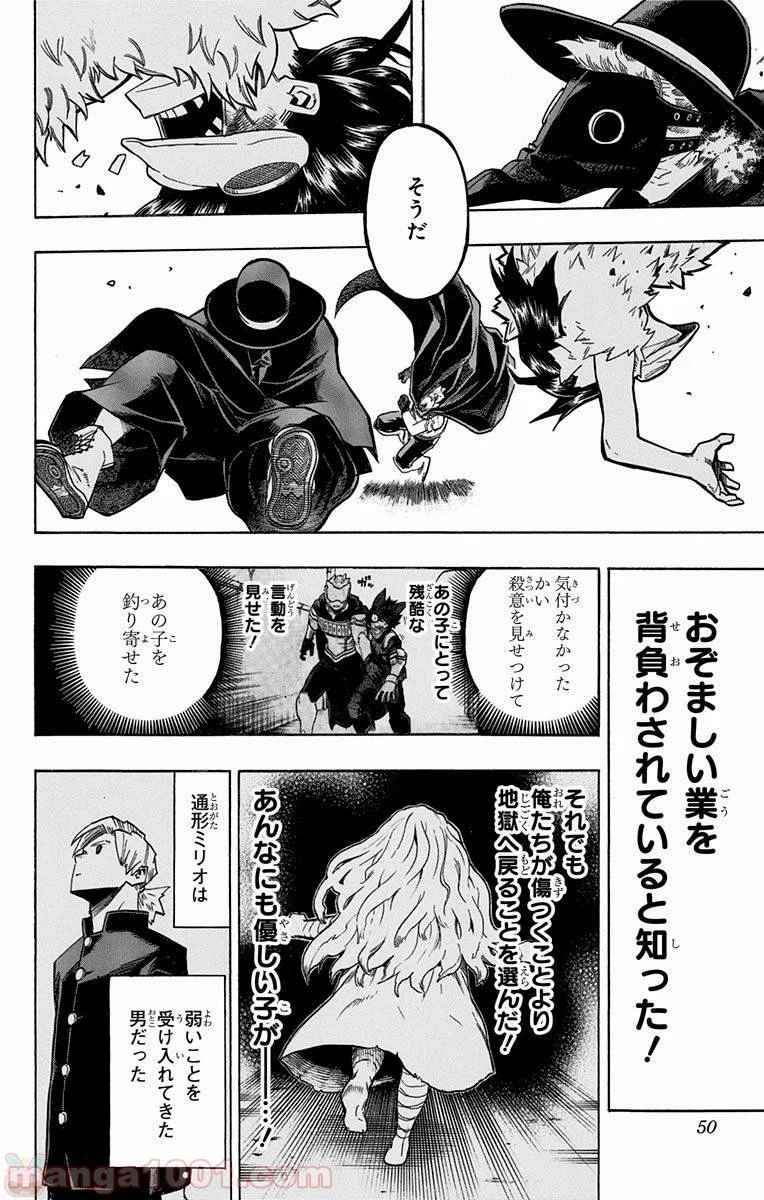 そうだ
おぞましい業を
背負わされていると知った！
気付かなかった
かい
殺意を見せつけて
あの子にとって
残酷な
言動を
見せた！
あの子を
釣り寄せた
それでも
俺たちが傷つくことより
地獄へ戻ることを選んだ！
あんなにも優しい子が
――…！
通形ミリオは
弱いことを
受け入れてきた
男だった
50
manga1001.com